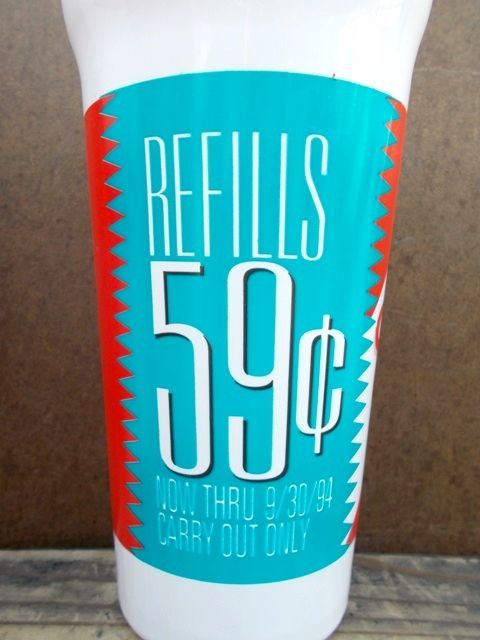 REFILLS
59¢
NOW THRU 9/30/94
CARRY OUT ONLY